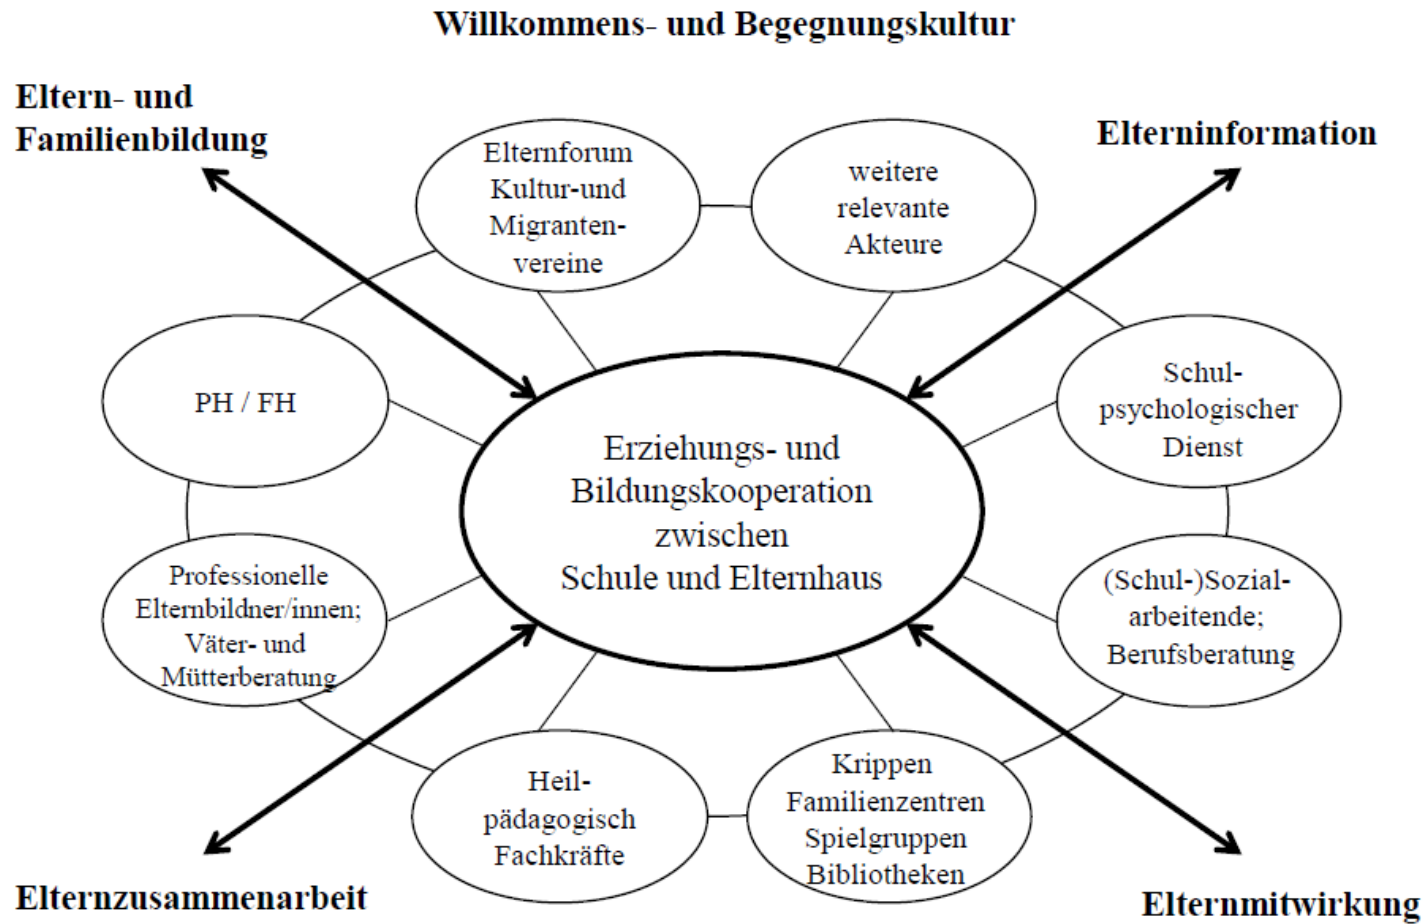 Willkommens- und Begegnungskultur
Eltern- und
Familienbildung
Elterninformation
Elternforum
Kultur-und
Migranten-
vereine
weitere
relevante
Akteure
PH / FH
Schul-
psychologischer
Dienst
Erziehungs- und
Bildungskooperation
zwischen
Schule und Elternhaus
Professionelle
Elternbildner/innen;
Väter- und
Mütterberatung
(Schul-)Sozial-
arbeitende;
Berufsberatung
Heil-
pädagogisch
Fachkräfte
Krippen
Familienzentren
Spielgruppen
Bibliotheken
Elternzusammenarbeit
Elternmitwirkung